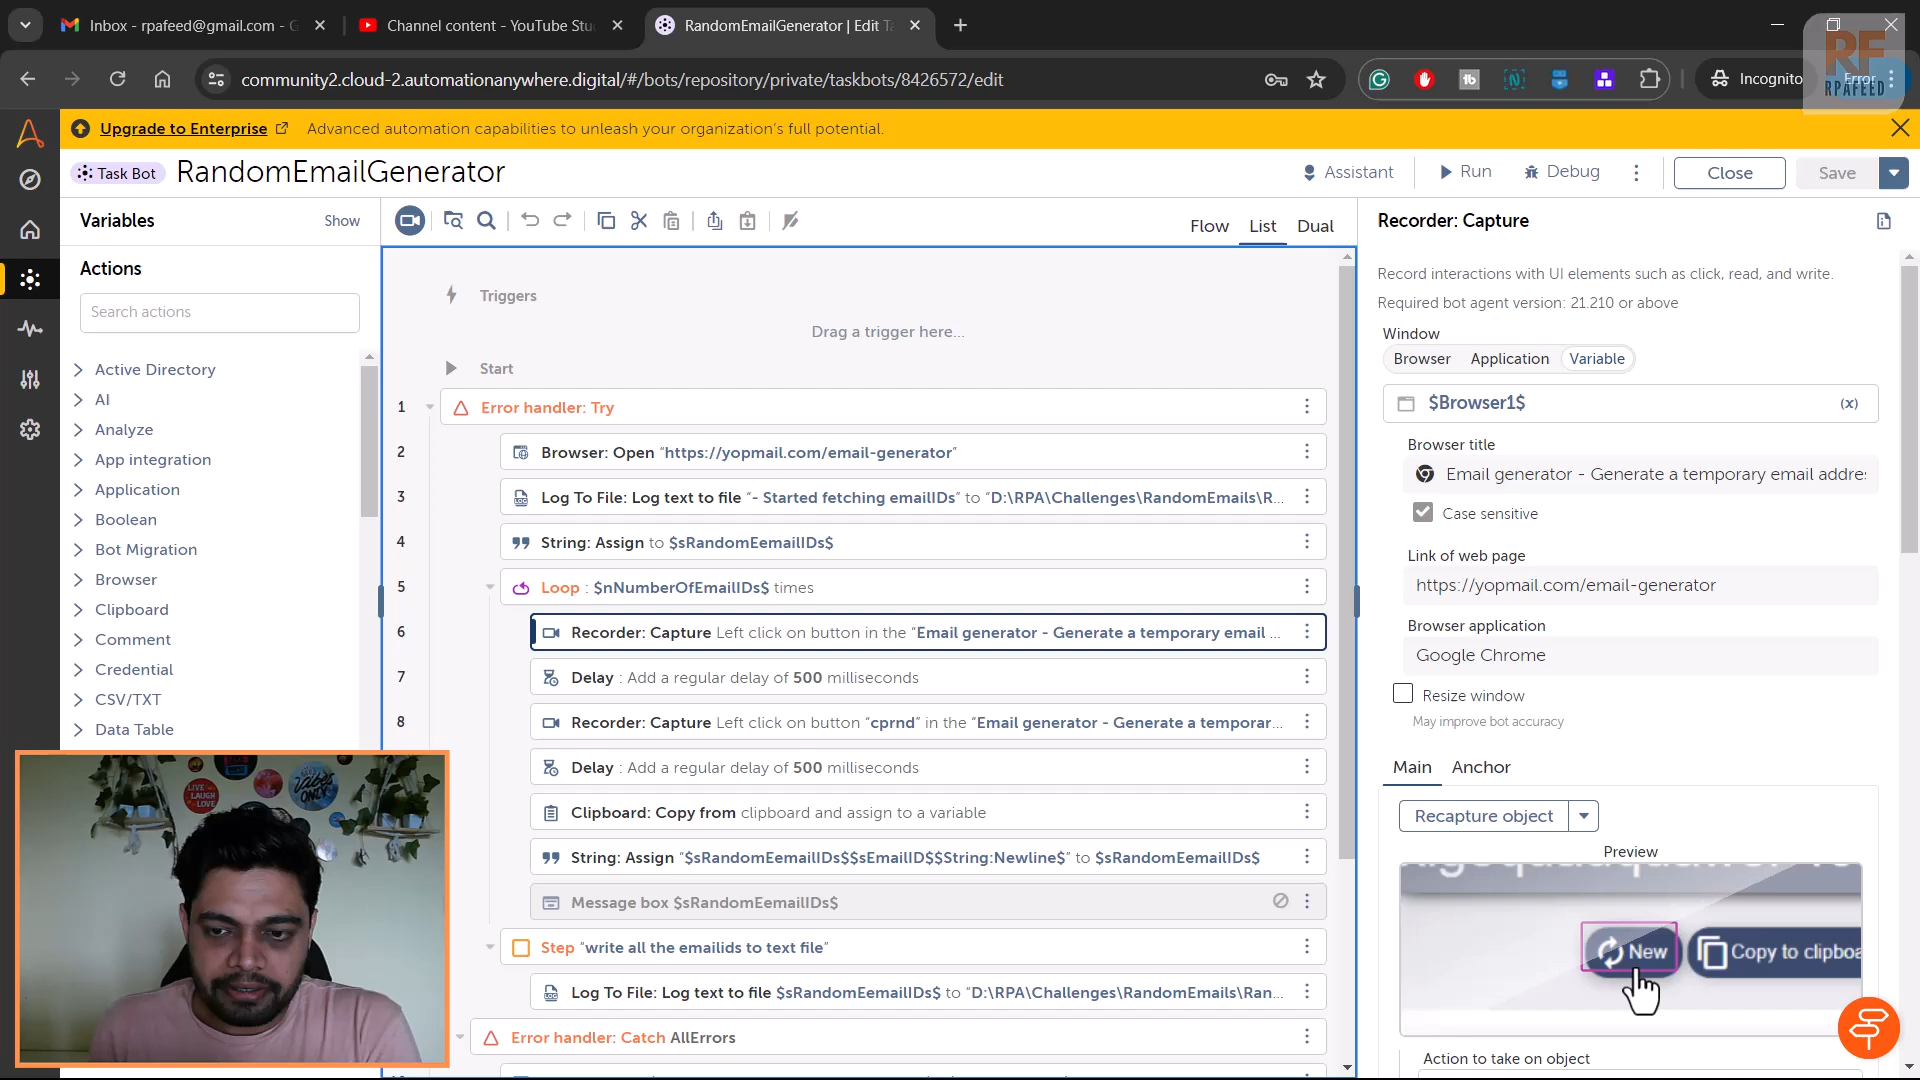 Inbox - rpafeed@gmail.com - G
Channel content - YouTube Stu
RandomEmailGenerator | Edit Ta
community2.cloud-2.automationanywhere.digital/#/bots/repository/private/taskbots/8426572/edit
Incognito
Error
RF
RPAFEED
Upgrade to Enterprise
Advanced automation capabilities to unleash your organization's full potential.
Task Bot
RandomEmailGenerator
Assistant
Run
Debug
Close
Save
Variables
Show
Flow
List
Dual
Recorder: Capture
Actions
Search actions
Active Directory
AI
Analyze
App integration
Application
Boolean
Bot Migration
Browser
Clipboard
Comment
Credential
CSV/TXT
Data Table
Triggers
Drag a trigger here...
Start
1 Error handler: Try
2 Browser: Open "https://yopmail.com/email-generator"
3 Log To File: Log text to file "- Started fetching emailIDs" to "D:\RPA\Challenges\RandomEmails\R...
4 String: Assign to $sRandomEemailIDs$
5 Loop : $nNumberOfEmailIDs$ times
6 Recorder: Capture Left click on button in the "Email generator - Generate a temporary email ...
7 Delay : Add a regular delay of 500 milliseconds
8 Recorder: Capture Left click on button "cprnd" in the "Email generator - Generate a temporar...
Delay : Add a regular delay of 500 milliseconds
Clipboard: Copy from clipboard and assign to a variable
String: Assign "$sRandomEemailIDs$$sEmailID$$String:Newline$" to $sRandomEemailIDs$
Message box $sRandomEemailIDs$
Step "write all the emailids to text file"
Log To File: Log text to file $sRandomEemailIDs$ to "D:\RPA\Challenges\RandomEmails\Ran...
Error handler: Catch AllErrors
Record interactions with UI elements such as click, read, and write.
Required bot agent version: 21.210 or above
Window
Browser
Application
Variable
$Browser1$
(x)
Browser title
Email generator - Generate a temporary email addre
Case sensitive
Link of web page
https://yopmail.com/email-generator
Browser application
Google Chrome
Resize window
May improve bot accuracy
Main
Anchor
Recapture object
Preview
New
Copy to clipboa
Action to take on object
LIVE
LAUGH
LOVE
VIBES
ONLY